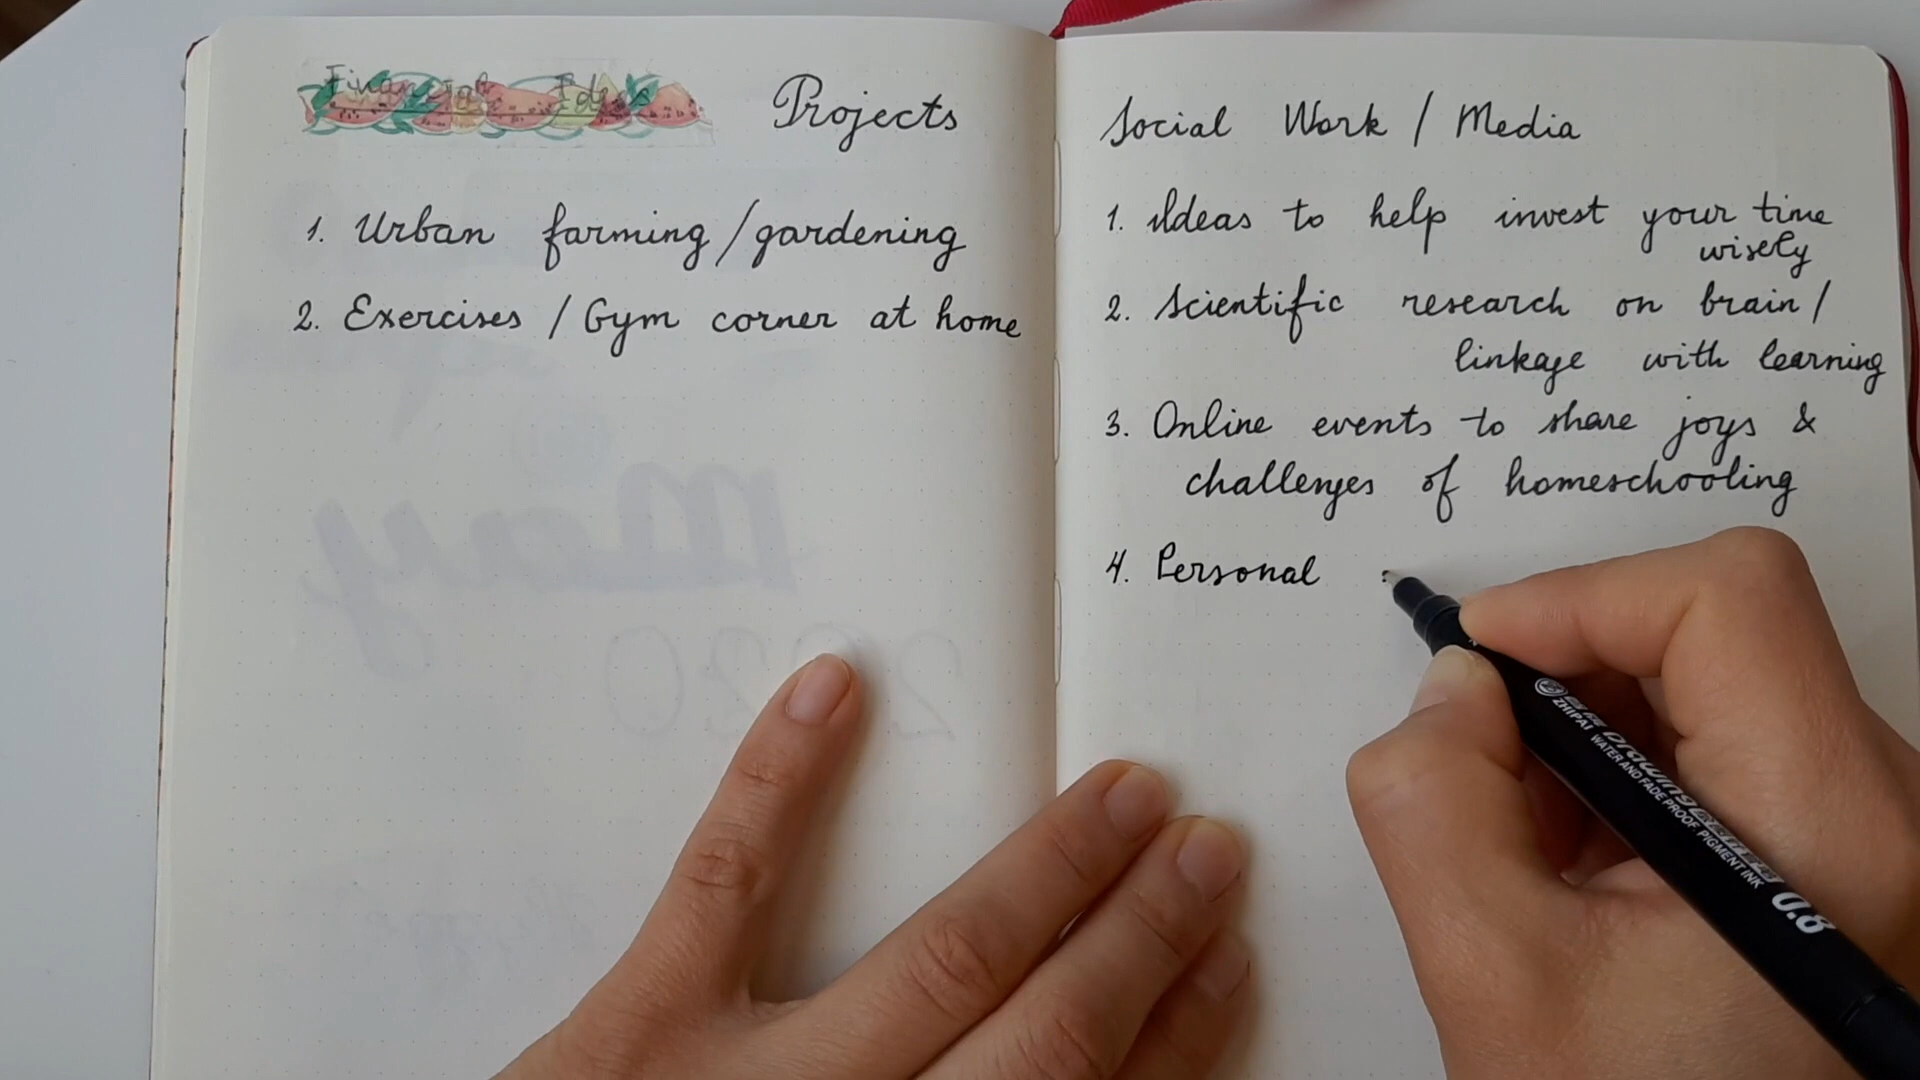 Financial Ideas
Projects
1. Urban farming / gardening
2. Exercises / Gym corner at home
May
2020
Social Work / Media
1. Ideas to help invest your time
wisely
2. Scientific research on brain /
linkage with learning
3. Online events to share joys &
challenges of homeschooling
4. Personal
ZHIPAI
WATER AND FADE PROOF PIGMENT INK
0.8